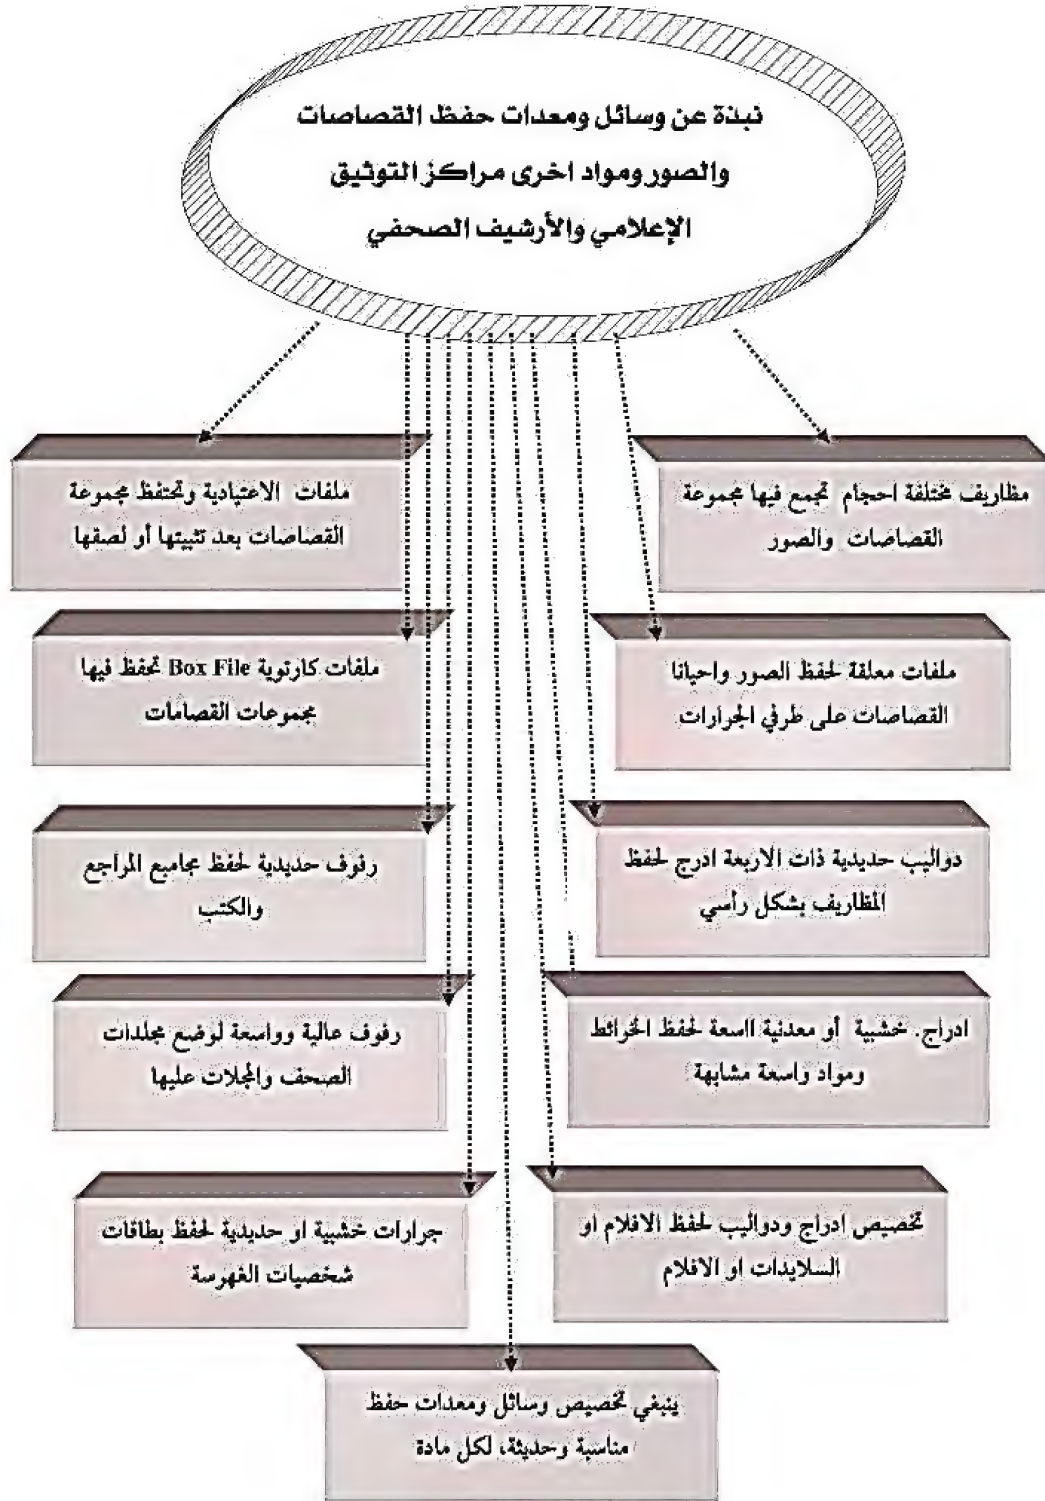 نبذة عن وسائل ومعدات حفظ القصاصات
والصور ومواد اخرى مراكز التوثيق
الإعلامي والأرشيف الصحفي
مظاريف مختلفة احجام تجمع فيها مجموعة
القصاصات والصور
ملفات الاعتيادية وتحتفظ مجموعة
القصاصات بعد تثبيتها أو لصقها
ملفات معلقة لحفظ الصور واحيانا
القصاصات على طرفي الجرارات
ملفات كارتوية Box File تحفظ فيها
مجموعات القصامات
دواليب حديدية ذات الاربعة ادرج لحفظ
المظاريف بشكل رأسي
رفوف حديدية لحفظ مجاميع المراجع
والكتب
ادراج. خشبية أو معدنية ااسعة لحفظ الخرائط
ومواد واسعة مشابهة
رفوف عالية وواسعة لوضع مجلدات
الصحف والمجلات عليها
تخصيص ادراج ودواليب لحفظ الافلام او
السلايدات او الافلام
جرارات خشبية او حديدية لحفظ بطاقات
شخصيات الفهرسة
ينبغي تخصيص وسائل ومعدات حفظ
مناسبة وحديثة، لكل مادة